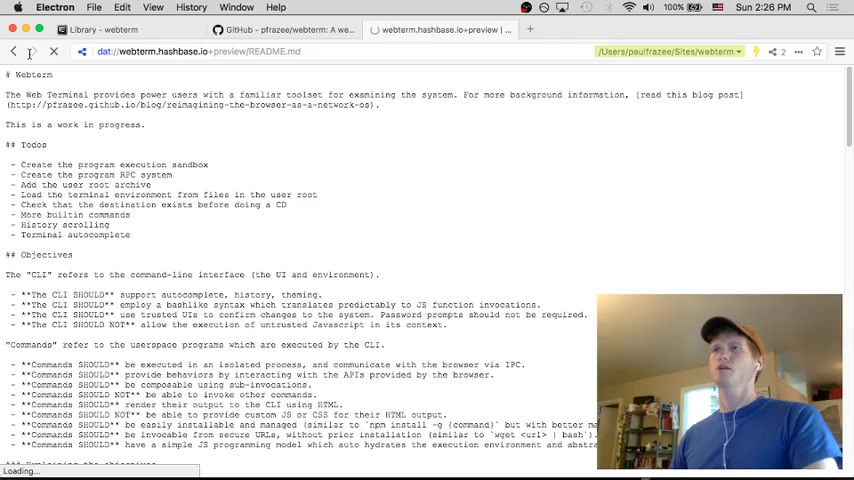 Electron File Edit View History Window Help 100% Sun 2:26 PM
Library - webterm GitHub - pfrazee/webterm: A we... webterm.hashbase.io+preview | ...
dat://webterm.hashbase.io+preview/README.md /Users/paulfrazee/Sites/webterm 2
# Webterm
The Web Terminal provides power users with a familiar toolset for examining the system. For more background information, [read this blog post]
(http://pfrazee.github.io/blog/reimagining-the-browser-as-a-network-os).
This is a work in progress.
## Todos
- Create the program execution sandbox
- Create the program RPC system
- Add the user root archive
- Load the terminal environment from files in the user root
- Check that the destination exists before doing a CD
- More builtin commands
- History scrolling
- Terminal autocomplete
## Objectives
The "CLI" refers to the command-line interface (the UI and environment).
- **The CLI SHOULD** support autocomplete, history, theming.
- **The CLI SHOULD** employ a bashlike syntax which translates predictably to JS function invocations.
- **The CLI SHOULD** use trusted UIs to confirm changes to the system. Password prompts should not be required.
- **The CLI SHOULD NOT** allow the execution of untrusted Javascript in its context.
"Commands" refer to the userspace programs which are executed by the CLI.
- **Commands SHOULD** be executed in an isolated process, and communicate with the browser via IPC.
- **Commands SHOULD** provide behaviors by interacting with the APIs provided by the browser.
- **Commands SHOULD** be composable using sub-invocations.
- **Commands SHOULD NOT** be able to invoke other commands.
- **Commands SHOULD** render their output to the CLI using HTML.
- **Commands SHOULD NOT** be able to provide custom JS or CSS for their HTML output.
- **Commands SHOULD** be easily installable and managed (similar to `npm install -g {command}` but with better ma
- **Commands SHOULD** be invocable from secure URLs, without prior installation (similar to `wget <url> | bash`).
- **Commands SHOULD** have a simple JS programming model which auto hydrates the execution environment and abstra
### Explaining the objectives
Loading...